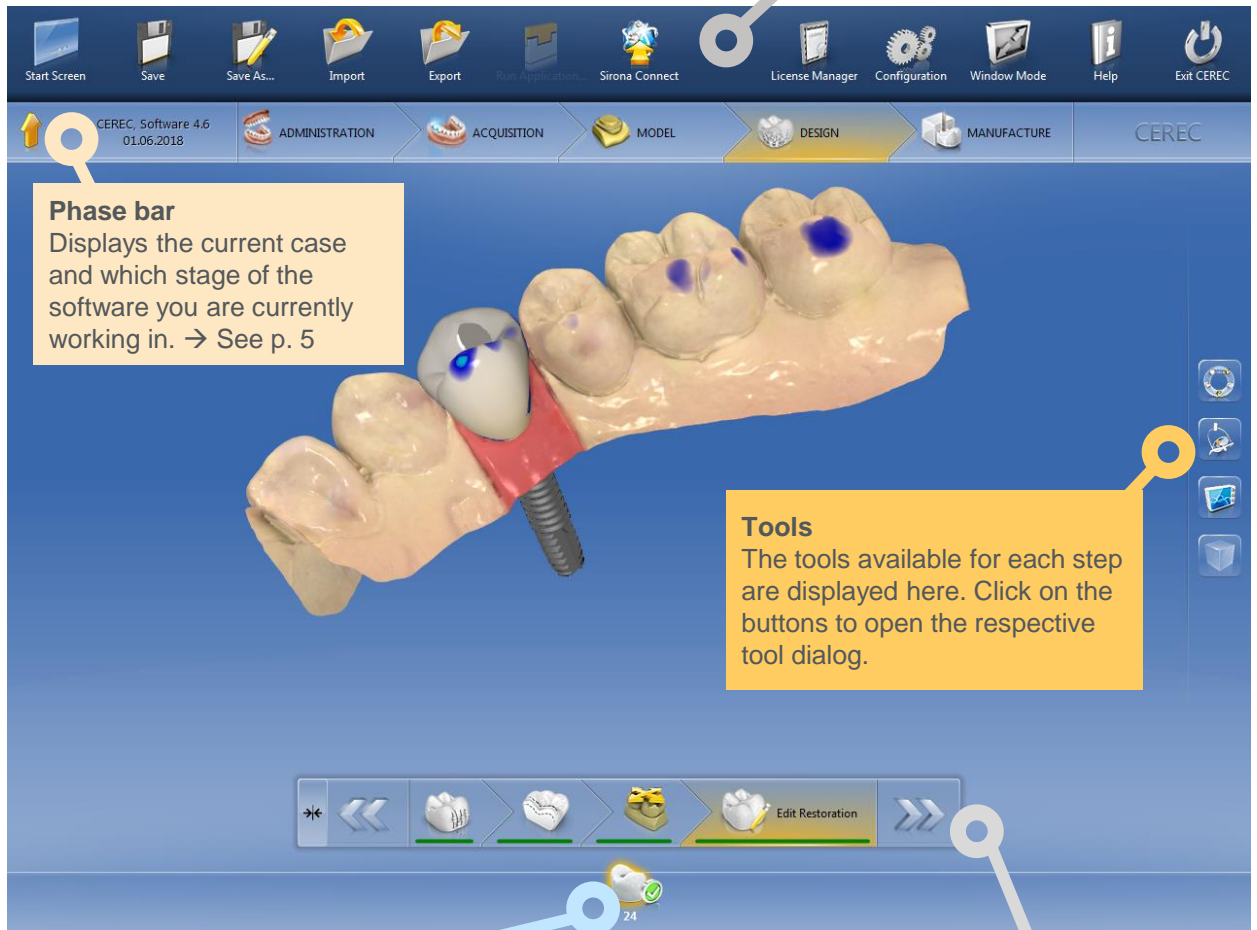 Start Screen
Save
Save As...
Import
Export
Run Application...
Sirona Connect
License Manager
Configuration
Window Mode
Help
Exit CEREC
CEREC, Software 4.6
01.06.2018
ADMINISTRATION
ACQUISITION
MODEL
DESIGN
MANUFACTURE
CEREC
Phase bar
Displays the current case
and which stage of the
software you are currently
working in. → See p. 5
Tools
The tools available for each step
are displayed here. Click on the
buttons to open the respective
tool dialog.
Edit Restoration
24